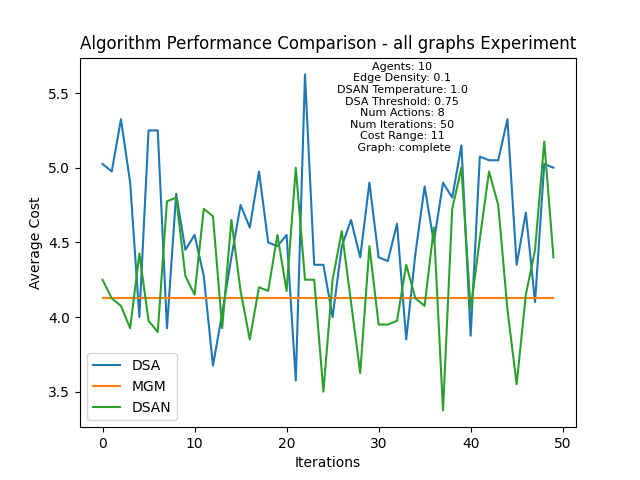 Algorithm Performance Comparison - all graphs Experiment
Agents: 10
Edge Density: 0.1
DSAN Temperature: 1.0
DSA Threshold: 0.75
Num Actions: 8
Num Iterations: 50
Cost Range: 11
Graph: complete
Average Cost
5.5
5.0
4.5
4.0
3.5
DSA
MGM
DSAN
0 10 20 30 40 50
Iterations